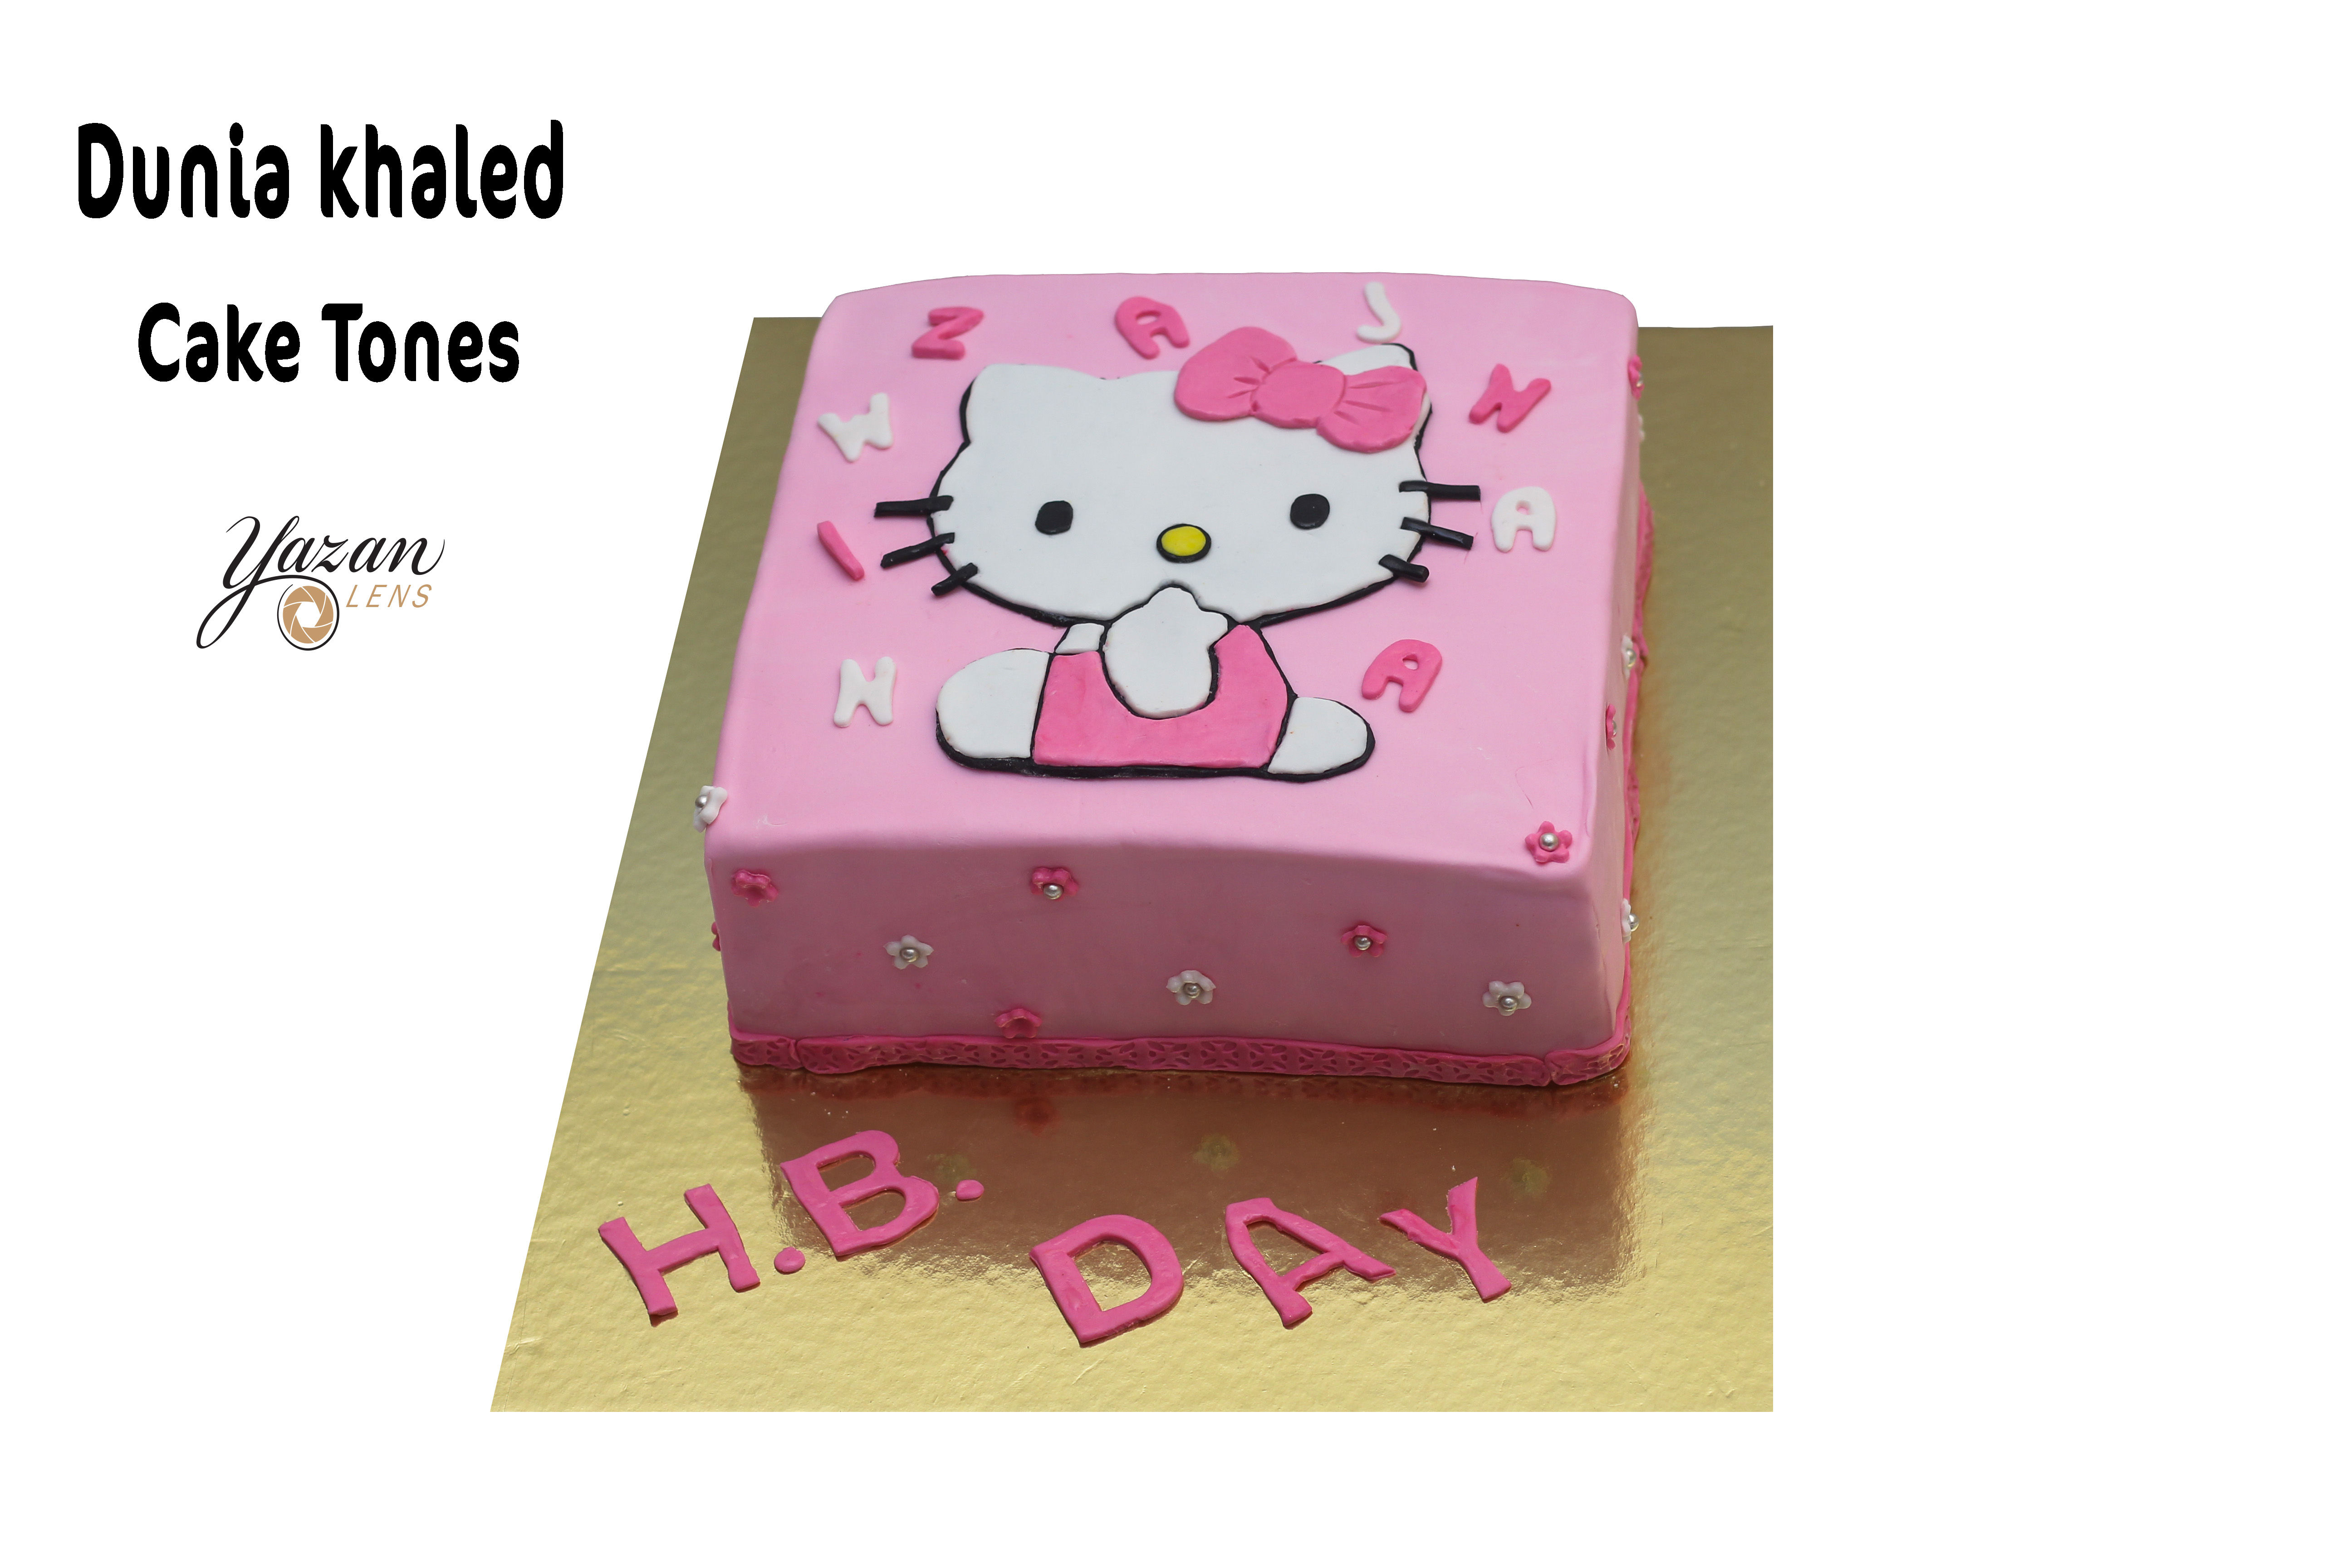 Dunia khaled
Cake Tones
Yazan
LENS
Z A J
W N
I A
N A
H.B. DAY